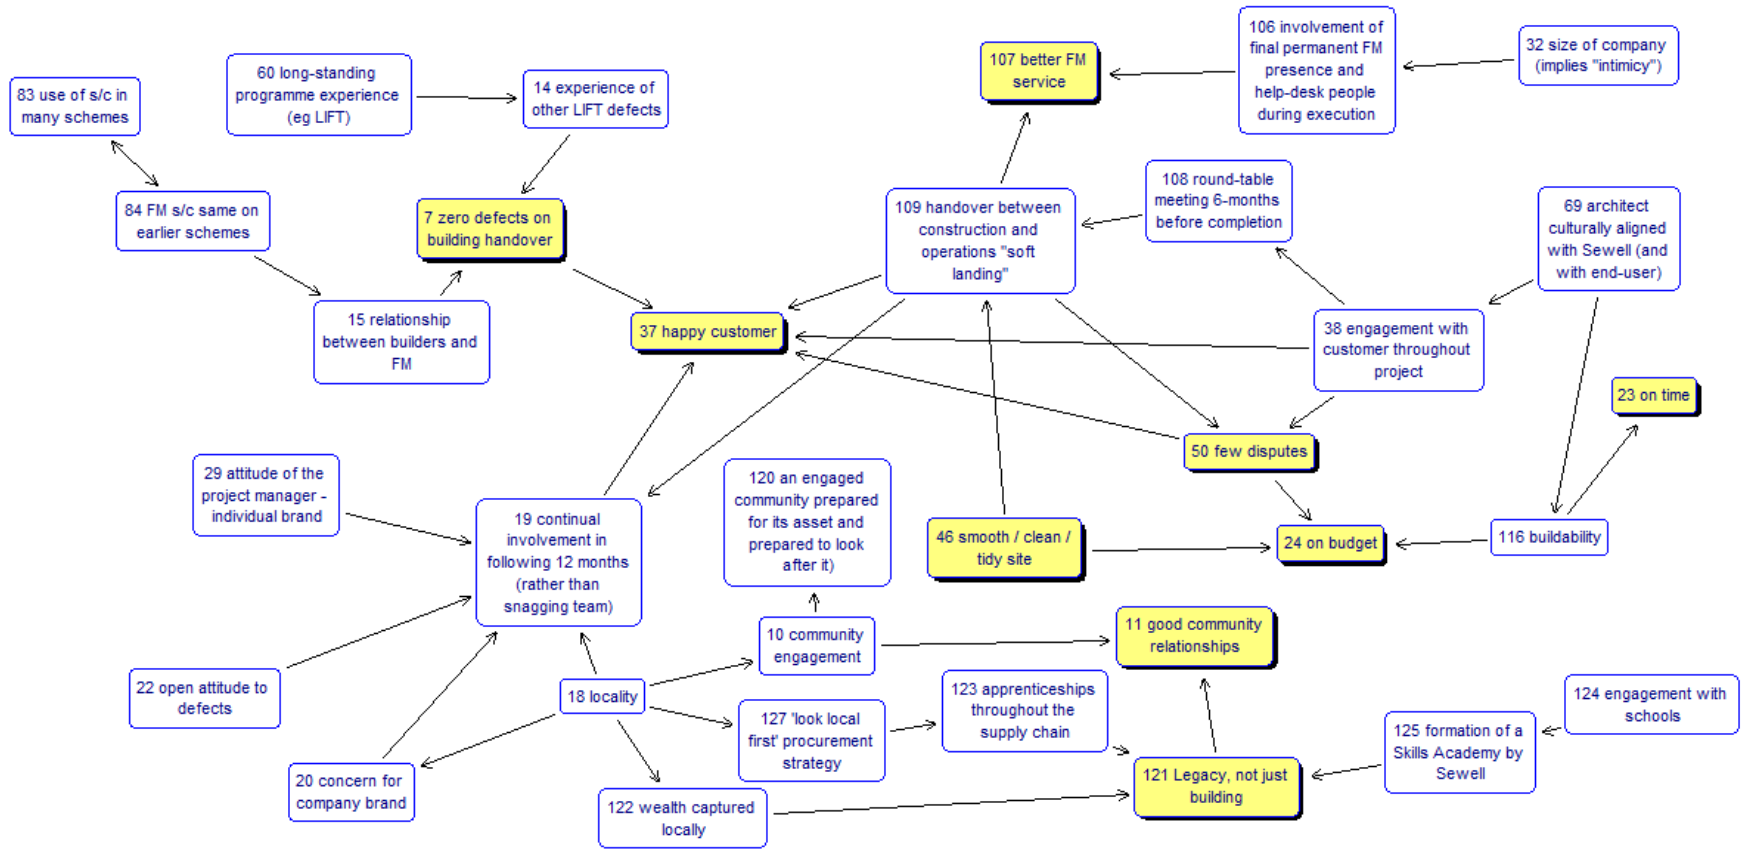 106 involvement of
final permanent FM
presence and
help-desk people
during execution
32 size of company
(implies "intimicy")
107 better FM
service
60 long-standing
programme experience
(eg LIFT)
14 experience of
other LIFT defects
83 use of s/c in
many schemes
84 FM s/c same on
earlier schemes
7 zero defects on
building handover
109 handover between
construction and
operations "soft
landing"
108 round-table
meeting 6-months
before completion
69 architect
culturally aligned
with Sewell (and
with end-user)
15 relationship
between builders and
FM
37 happy customer
38 engagement with
customer throughout
project
23 on time
50 few disputes
29 attitude of the
project manager -
individual brand
120 an engaged
community prepared
for its asset and
prepared to look
after it)
19 continual
involvement in
following 12 months
(rather than
snagging team)
46 smooth / clean /
tidy site
24 on budget
116 buildability
10 community
engagement
11 good community
relationships
22 open attitude to
defects
18 locality
123 apprenticeships
throughout the
supply chain
124 engagement with
schools
127 'look local
first' procurement
strategy
125 formation of a
Skills Academy by
Sewell
20 concern for
company brand
121 Legacy, not just
building
122 wealth captured
locally